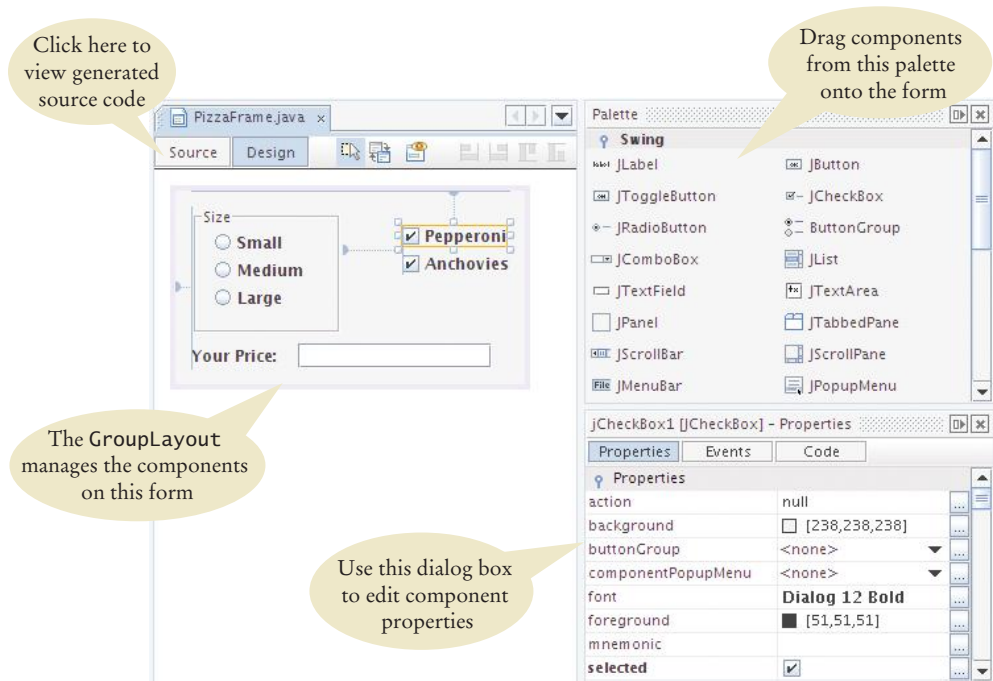 Click here to
view generated
source code
Drag components
from this palette
onto the form
PizzaFrame.java x
Source Design
Size
Small
Medium
Large
Pepperoni
Anchovies
Your Price:
The GroupLayout
manages the components
on this form
Palette
Swing
JLabel JButton
JToggleButton JCheckBox
JRadioButton ButtonGroup
JComboBox JList
JTextField JTextArea
JPanel JTabbedPane
JScrollBar JScrollPane
File JMenuBar JPopupMenu
jCheckBox1 [JCheckBox] - Properties
Properties Events Code
Properties
action null ...
background [238,238,238] ...
buttonGroup <none> ...
componentPopupMenu <none> ...
font Dialog 12 Bold ...
foreground [51,51,51] ...
mnemonic ...
selected ...
Use this dialog box
to edit component
properties